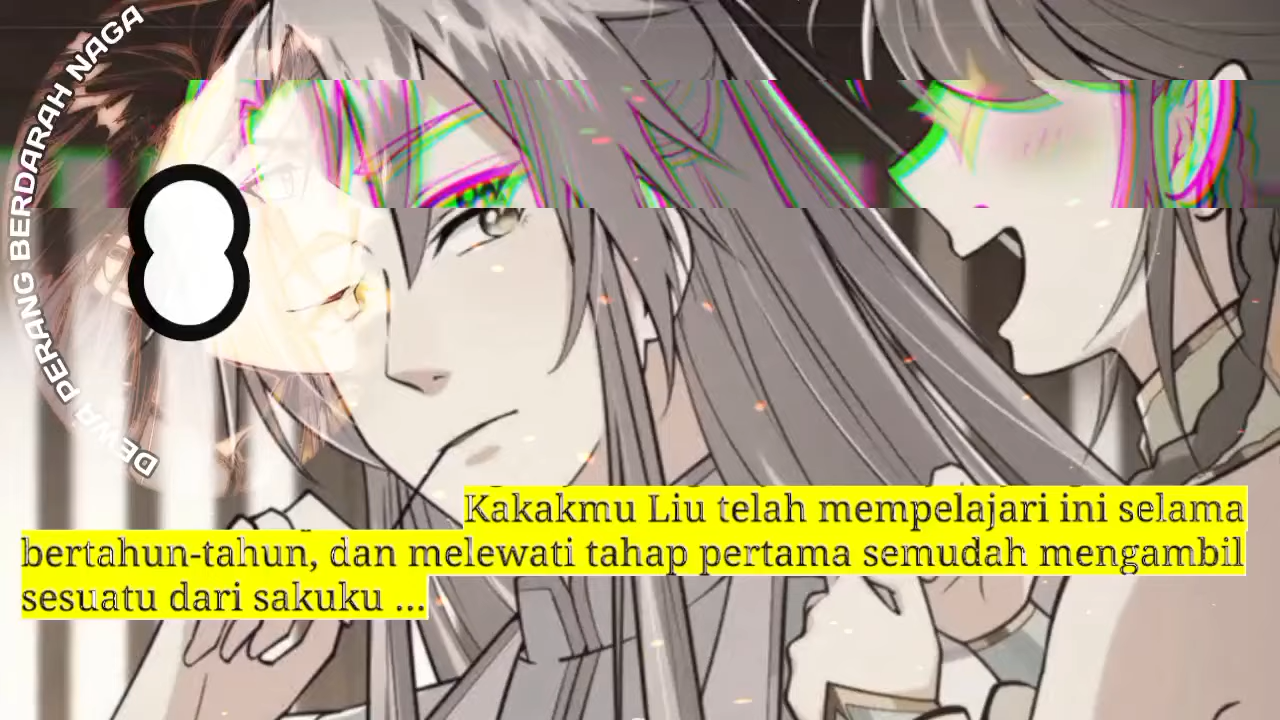 DEWA PERANG BERDARAH NAGA
8
Kakakmu Liu telah mempelajari ini selama
bertahun-tahun, dan melewati tahap pertama semudah mengambil
sesuatu dari sakuku ...